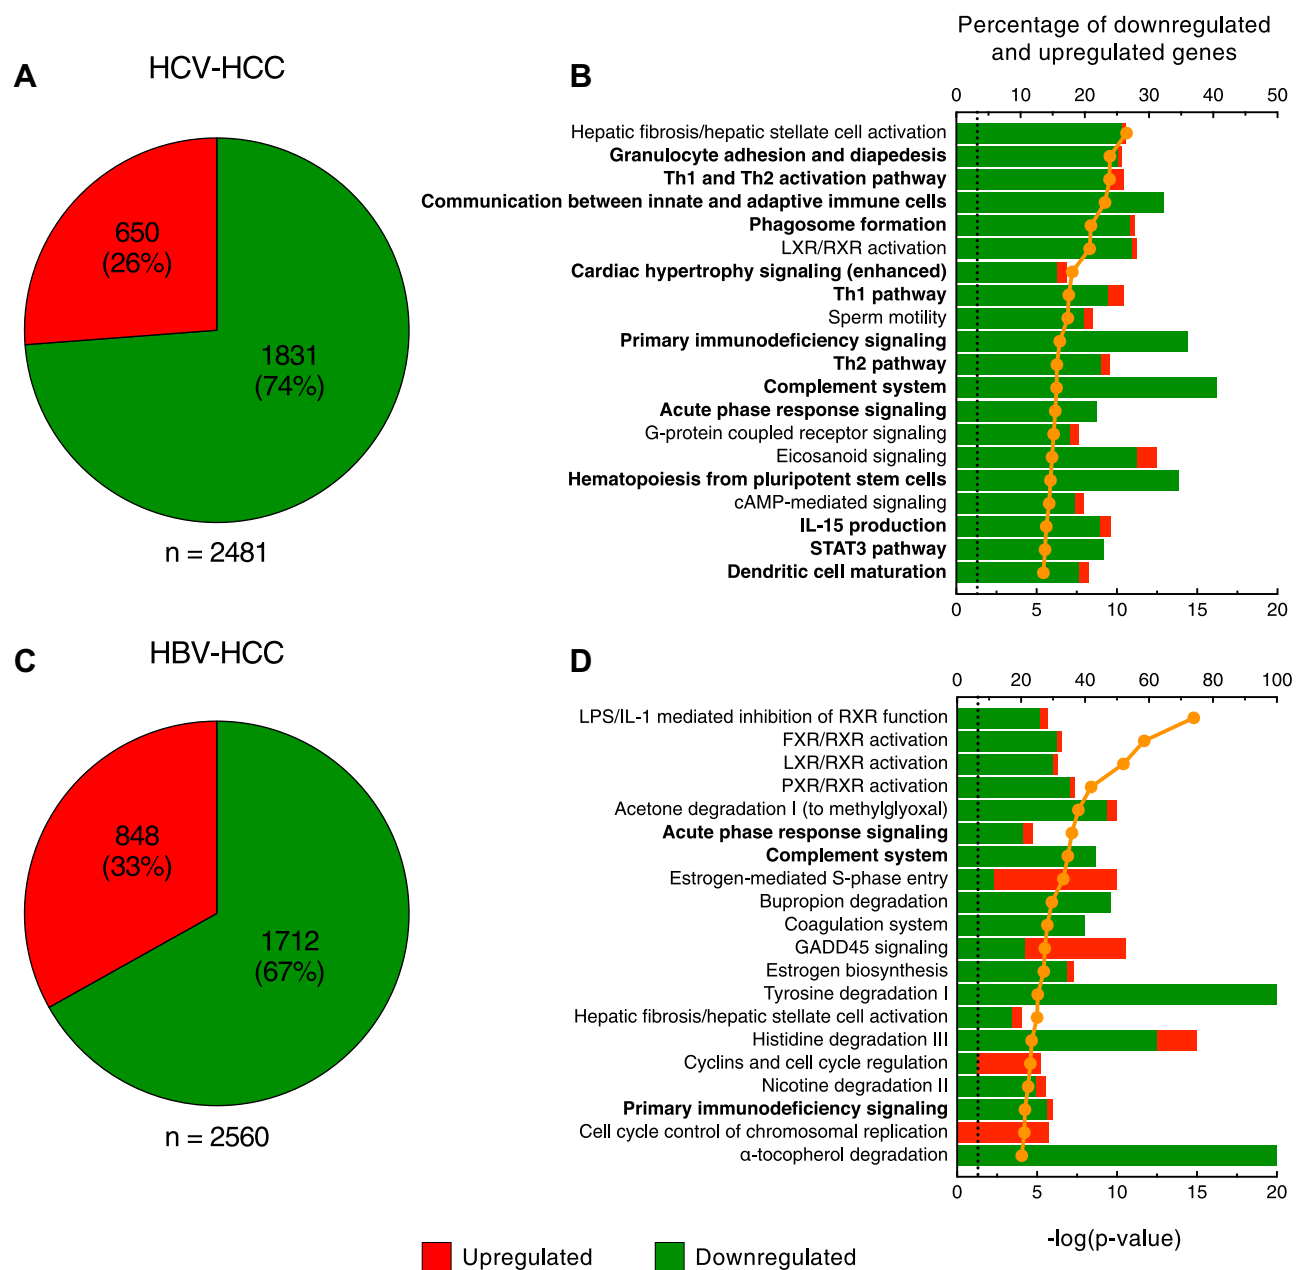 A
HCV-HCC
650
(26%)
1831
(74%)
n = 2481
B
Percentage of downregulated
and upregulated genes
0 10 20 30 40 50
Hepatic fibrosis/hepatic stellate cell activation
Granulocyte adhesion and diapedesis
Th1 and Th2 activation pathway
Communication between innate and adaptive immune cells
Phagosome formation
LXR/RXR activation
Cardiac hypertrophy signaling (enhanced)
Th1 pathway
Sperm motility
Primary immunodeficiency signaling
Th2 pathway
Complement system
Acute phase response signaling
G-protein coupled receptor signaling
Eicosanoid signaling
Hematopoiesis from pluripotent stem cells
cAMP-mediated signaling
IL-15 production
STAT3 pathway
Dendritic cell maturation
0 5 10 15 20
C
HBV-HCC
848
(33%)
1712
(67%)
n = 2560
D
0 20 40 60 80 100
LPS/IL-1 mediated inhibition of RXR function
FXR/RXR activation
LXR/RXR activation
PXR/RXR activation
Acetone degradation I (to methylglyoxal)
Acute phase response signaling
Complement system
Estrogen-mediated S-phase entry
Bupropion degradation
Coagulation system
GADD45 signaling
Estrogen biosynthesis
Tyrosine degradation I
Hepatic fibrosis/hepatic stellate cell activation
Histidine degradation III
Cyclins and cell cycle regulation
Nicotine degradation II
Primary immunodeficiency signaling
Cell cycle control of chromosomal replication
α-tocopherol degradation
0 5 10 15 20
-log(p-value)
Upregulated
Downregulated